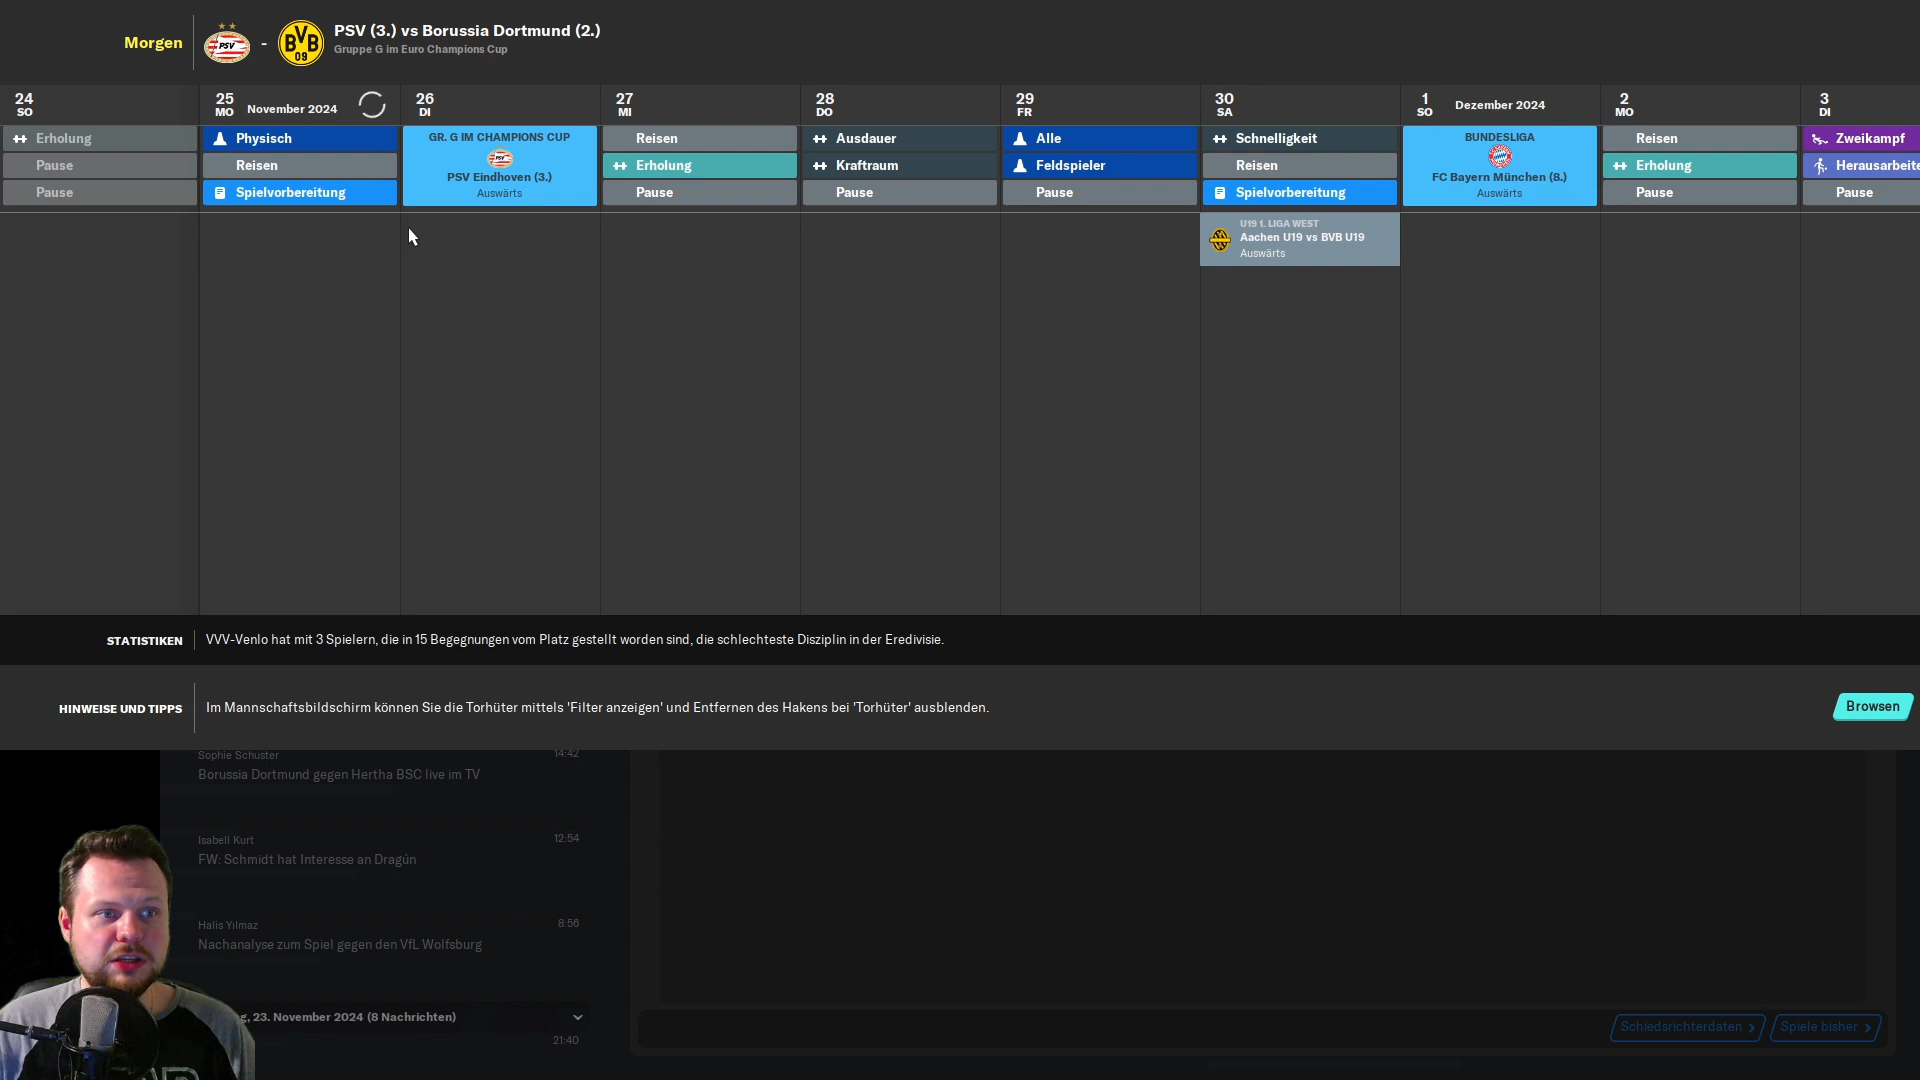 Morgen
PSV
-
BVB
09
PSV (3.) vs Borussia Dortmund (2.)
Gruppe G im Euro Champions Cup
24
SO
25
MO
November 2024
26
DI
27
MI
28
DO
29
FR
30
SA
1
SO
Dezember 2024
2
MO
3
DI
Erholung
Pause
Pause
Physisch
Reisen
Spielvorbereitung
GR. G IM CHAMPIONS CUP
PSV Eindhoven (3.)
Auswärts
Reisen
Erholung
Pause
Ausdauer
Kraftraum
Pause
Alle
Feldspieler
Pause
Schnelligkeit
Reisen
Spielvorbereitung
U19 1. LIGA WEST
Aachen U19 vs BVB U19
Auswärts
BUNDESLIGA
FC Bayern München (8.)
Auswärts
Reisen
Erholung
Pause
Zweikampf
Herausarbeite
Pause
STATISTIKEN
VVV-Venlo hat mit 3 Spielern, die in 15 Begegnungen vom Platz gestellt worden sind, die schlechteste Disziplin in der Eredivisie.
HINWEISE UND TIPPS
Im Mannschaftsbildschirm können Sie die Torhüter mittels 'Filter anzeigen' und Entfernen des Hakens bei 'Torhüter' ausblenden.
Browsen
Sophie Schuster
14:42
Borussia Dortmund gegen Hertha BSC live im TV
Isabell Kurt
12:54
FW: Schmidt hat Interesse an Dragún
Halis Yılmaz
8:56
Nachanalyse zum Spiel gegen den VfL Wolfsburg
g, 23. November 2024 (8 Nachrichten)
21:40
Schiedsrichterdaten
Spiele bisher